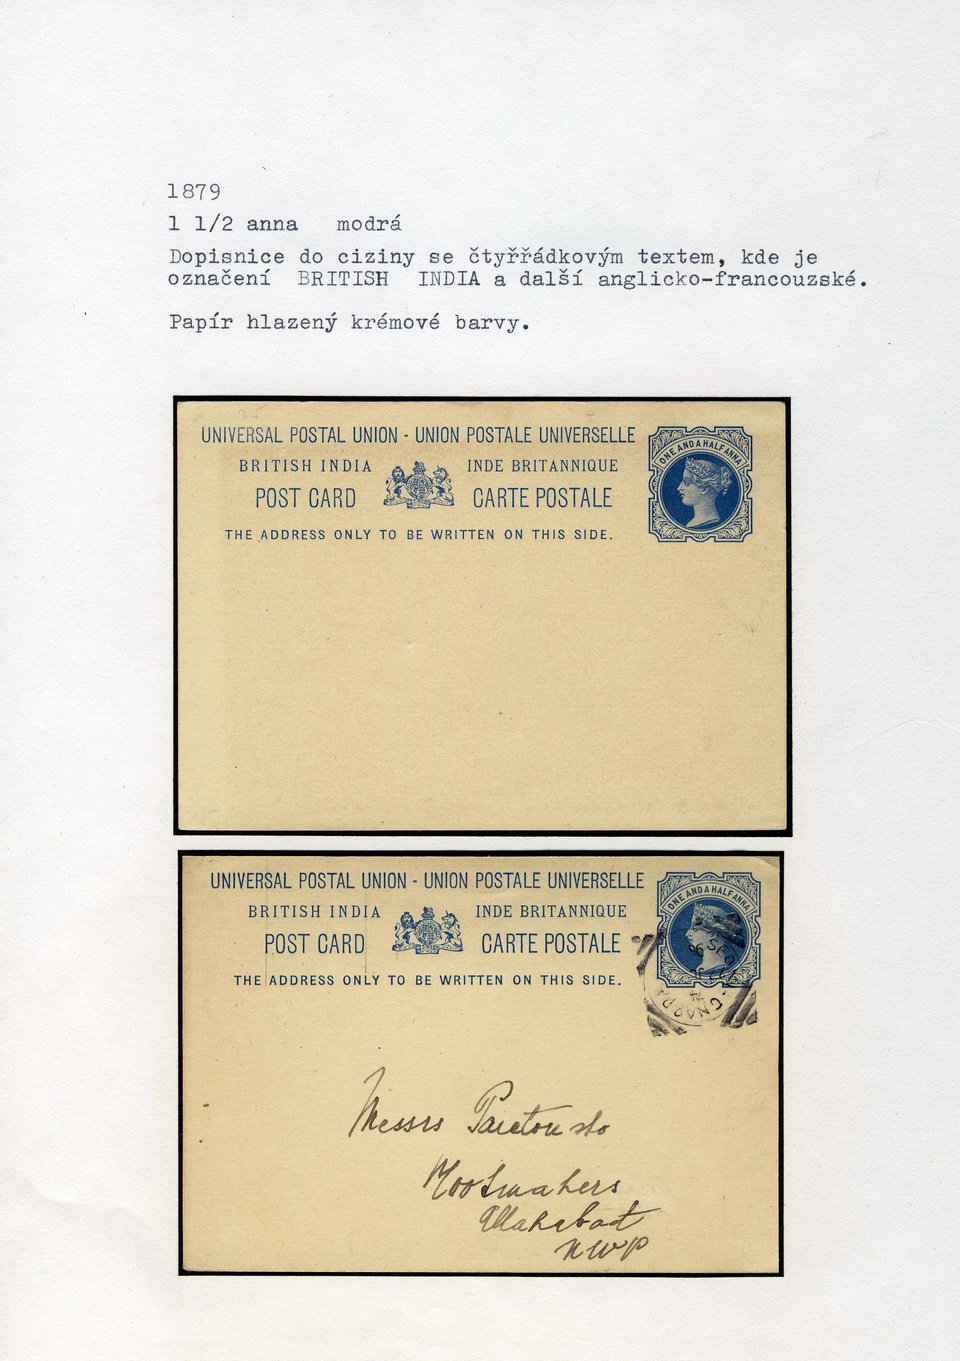 1879
1 1/2 anna modrá
Dopisnice do ciziny se čtyřřádkovým textem, kde je
označení BRITISH INDIA a další anglicko-francouzské.
Papír hlazený krémové barvy.
UNIVERSAL POSTAL UNION - UNION POSTALE UNIVERSELLE
BRITISH INDIA INDE BRITANNIQUE
POST CARD CARTE POSTALE
THE ADDRESS ONLY TO BE WRITTEN ON THIS SIDE.
ONE AND A HALF ANNA
UNIVERSAL POSTAL UNION - UNION POSTALE UNIVERSELLE
BRITISH INDIA INDE BRITANNIQUE
POST CARD CARTE POSTALE
THE ADDRESS ONLY TO BE WRITTEN ON THIS SIDE.
ONE AND A HALF ANNA
Messrs
Allahabad
NWP